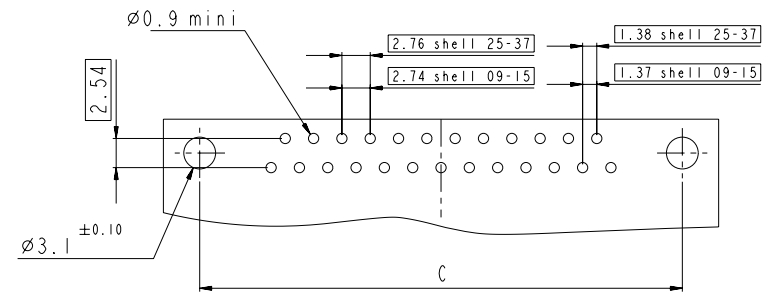 Ø0.9 mini
2.76 shell 25-37
1.38 shell 25-37
2.74 shell 09-15
1.37 shell 09-15
2.54
Ø3.1 ±0.10
C